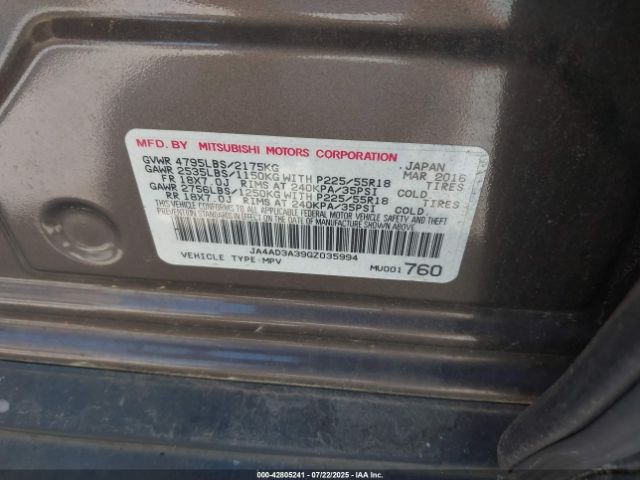 MFD. BY MITSUBISHI MOTORS CORPORATION
GVWR 4795LBS/2175KG JAPAN
GAWR 2535LBS/1150KG WITH P225/55R18 MAR 2016
FR 18X7.0J RIMS AT 240KPA/35PSI COLD TIRES
GAWR 2756LBS/1250KG WITH P225/55R18
RR 18X7.0J RIMS AT 240KPA/35PSI COLD TIRES
THIS VEHICLE CONFORMS TO ALL APPLICABLE FEDERAL MOTOR VEHICLE
SAFETY AND THEFT PREVENTION STANDARDS IN EFFECT
ON THE DATE OF MANUFACTURE SHOWN ABOVE.
JA4AD3A39GZ035994
VEHICLE TYPE:MPV MU001 760
000-42805241 - 07/22/2025 - IAAI.COM